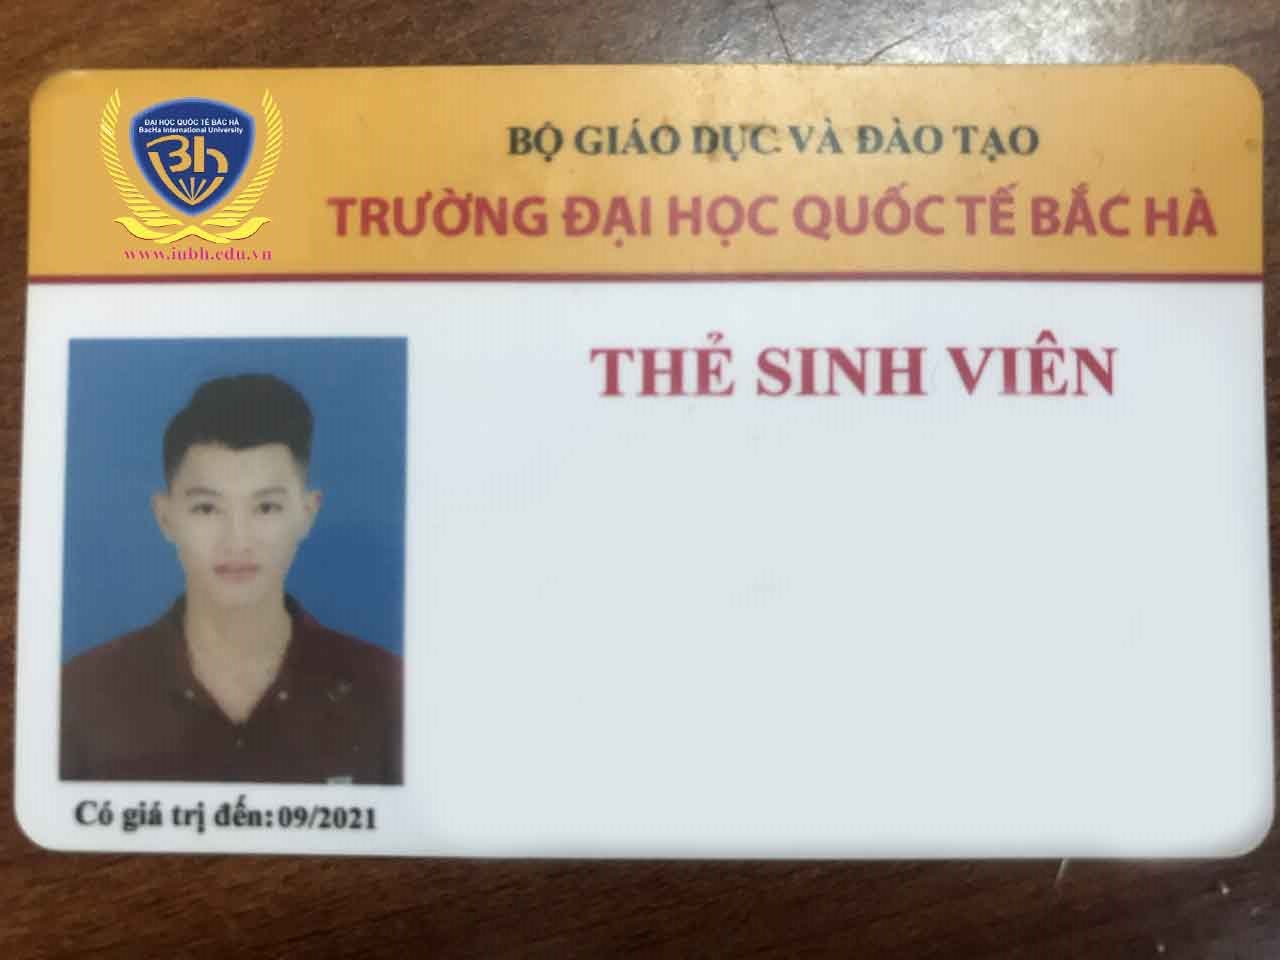 ĐẠI HỌC QUỐC TẾ BẮC HÀ
BacHa International University
Bh
www.iubh.edu.vn
BỘ GIÁO DỤC VÀ ĐÀO TẠO
TRƯỜNG ĐẠI HỌC QUỐC TẾ BẮC HÀ
THẺ SINH VIÊN
Có giá trị đến: 09/2021